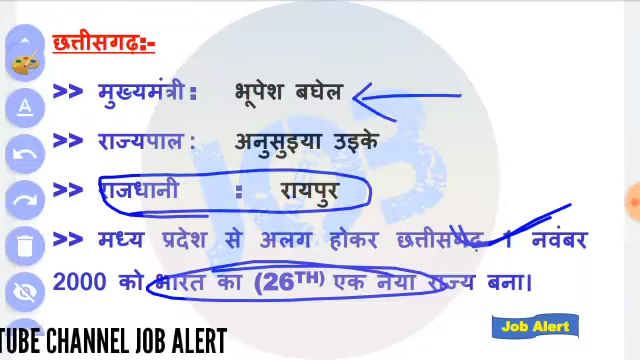 छत्तीसगढ़:-
>> मुख्यमंत्री : भूपेश बघेल
>> राज्यपाल : अनुसुइया उइके
>> राजधानी : रायपुर
>> मध्य प्रदेश से अलग होकर छत्तीसगढ़ 1 नवंबर
2000 को भारत का (26TH) एक नया राज्य बना।
Job Alert
TUBE CHANNEL JOB ALERT